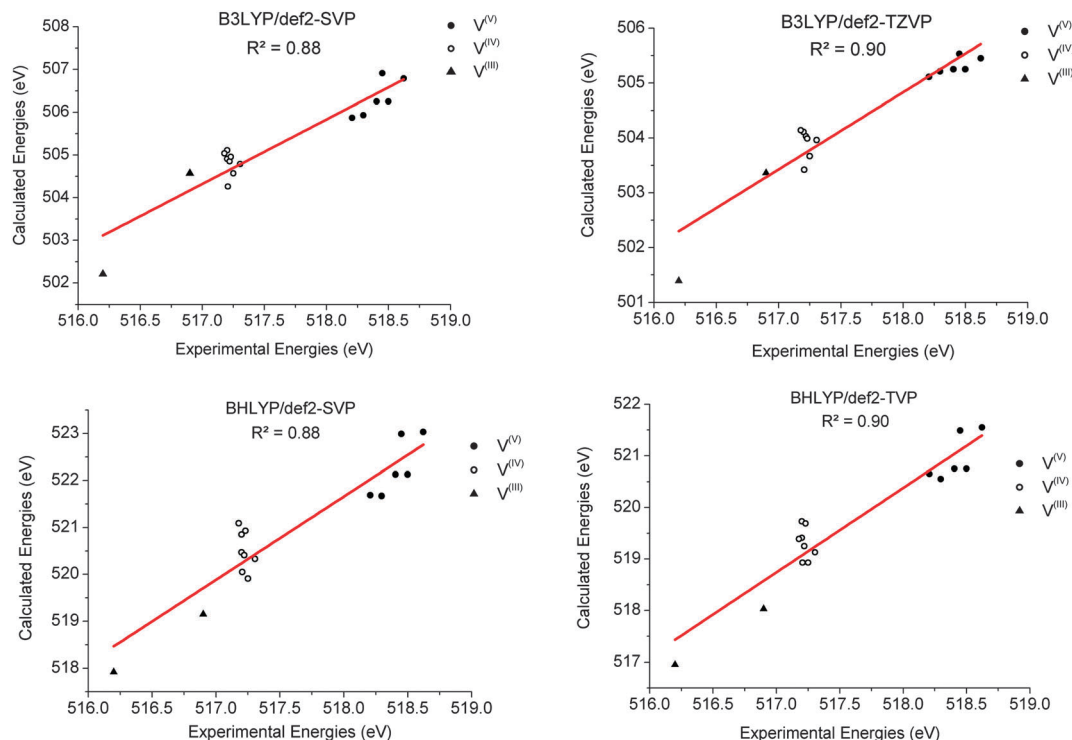 B3LYP/def2-SVP
R² = 0.88
V(V)
V(IV)
V(III)
508
507
506
505
504
503
502
Calculated Energies (eV)
516.0 516.5 517.0 517.5 518.0 518.5 519.0
Experimental Energies (eV)
B3LYP/def2-TZVP
R² = 0.90
V(V)
V(IV)
V(III)
506
505
504
503
502
501
Calculated Energies (eV)
516.0 516.5 517.0 517.5 518.0 518.5 519.0
Experimental Energies (eV)
BHLYP/def2-SVP
R² = 0.88
V(V)
V(IV)
V(III)
523
522
521
520
519
518
Calculated Energies (eV)
516.0 516.5 517.0 517.5 518.0 518.5 519.0
Experimental Energies (eV)
BHLYP/def2-TVP
R² = 0.90
V(V)
V(IV)
V(III)
522
521
520
519
518
517
Calculated Energies (eV)
516.0 516.5 517.0 517.5 518.0 518.5 519.0
Experimental Energies (eV)